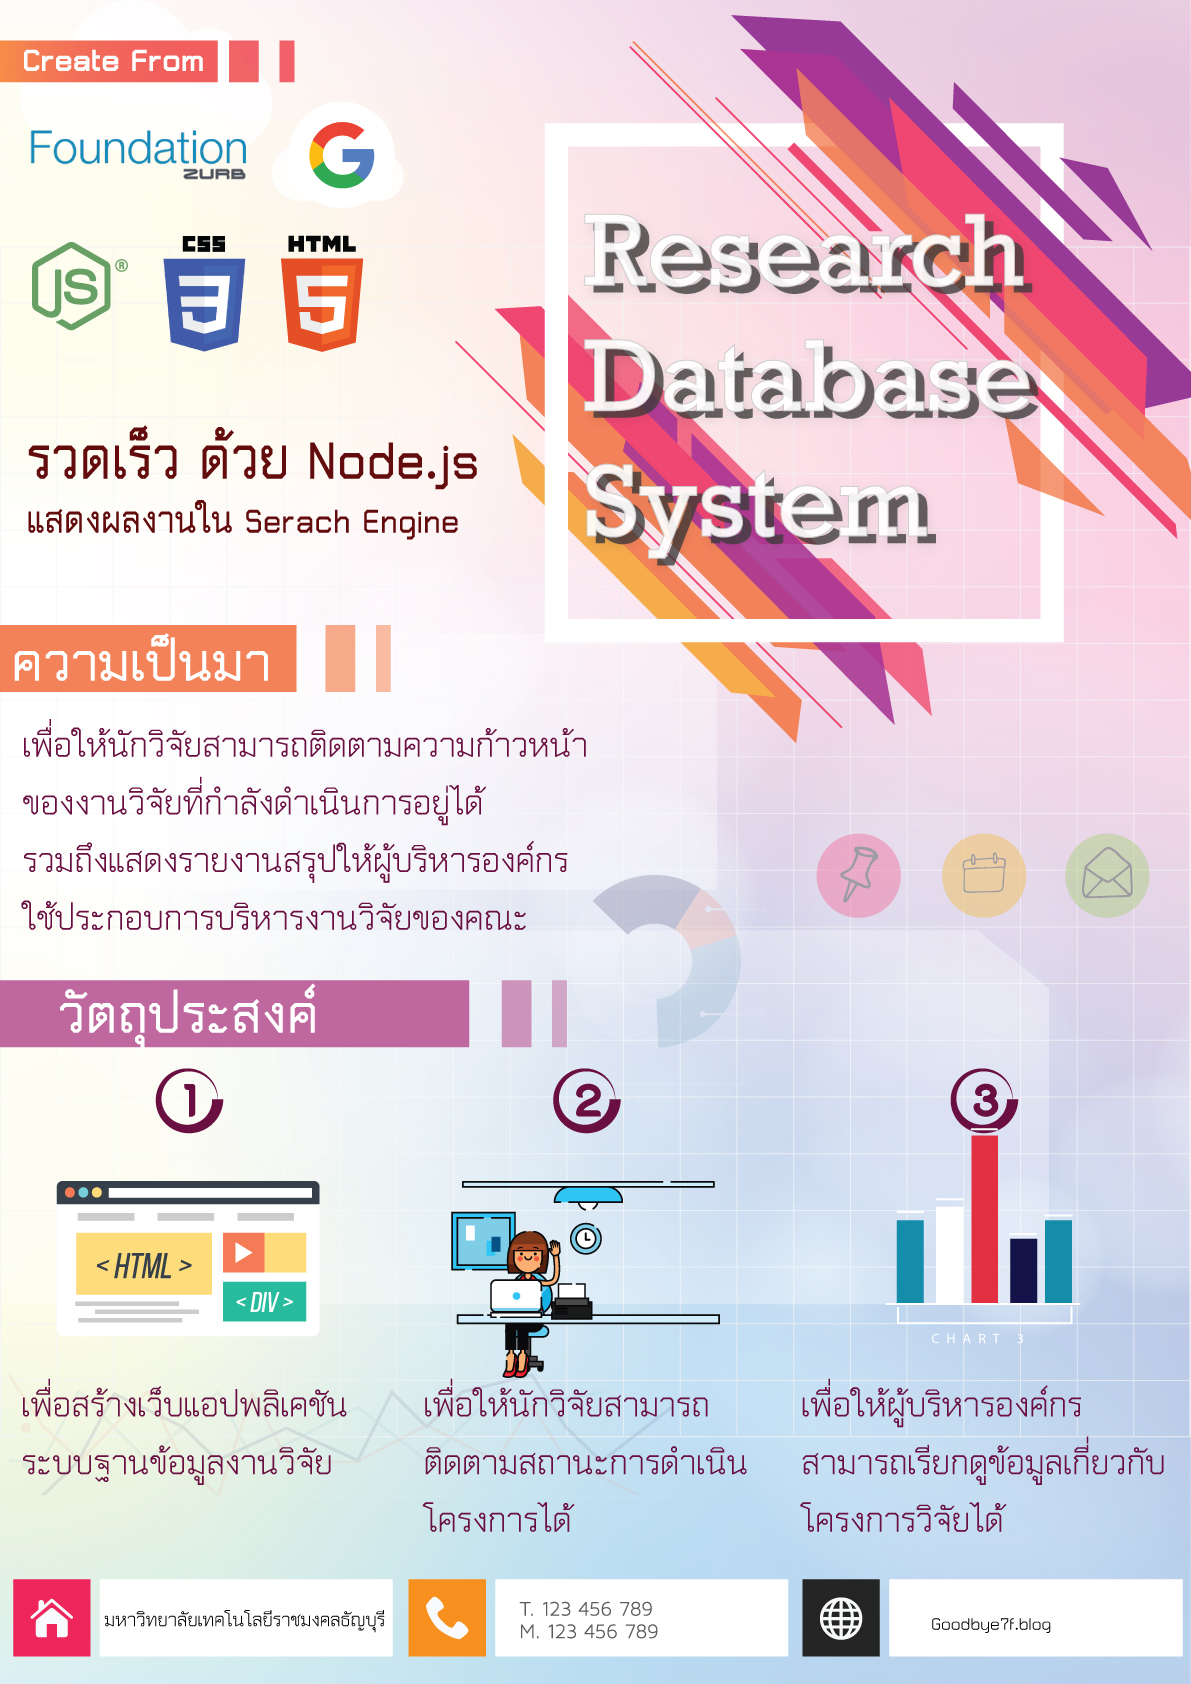 Create From
Foundation
ZURB
G
JS®
CSS
3
HTML
5
Research
Database
System
รวดเร็ว ด้วย Node.js
แสดงผลงานใน Serach Engine
ความเป็นมา
เพื่อให้นักวิจัยสามารถติดตามความก้าวหน้า
ของงานวิจัยที่กำลังดำเนินการอยู่ได้
รวมถึงแสดงรายงานสรุปให้ผู้บริหารองค์กร
ใช้ประกอบการบริหารงานวิจัยของคณะ
วัตถุประสงค์
1
2
3
< HTML >
< DIV >
CHART 3
เพื่อสร้างเว็บแอปพลิเคชัน
ระบบฐานข้อมูลงานวิจัย
เพื่อให้นักวิจัยสามารถ
ติดตามสถานะการดำเนิน
โครงการได้
เพื่อให้ผู้บริหารองค์กร
สามารถเรียกดูข้อมูลเกี่ยวกับ
โครงการวิจัยได้
มหาวิทยาลัยเทคโนโลยีราชมงคลธัญบุรี
T. 123 456 789
M. 123 456 789
Goodbye7f.blog